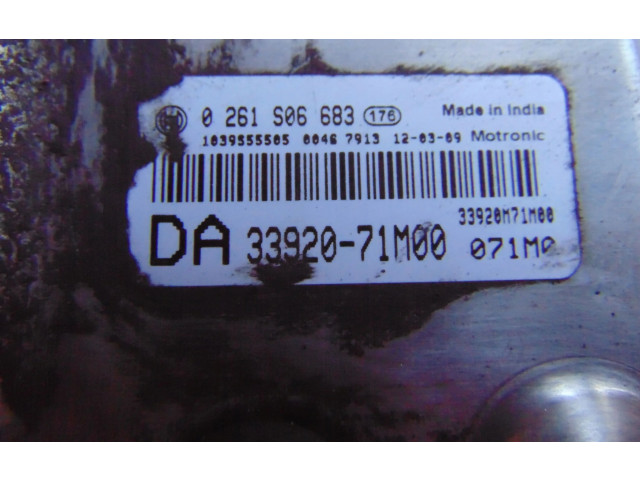 0 261 S06 683 176 Made in India
1039555505 0046 7913 12-03-09 Motronic
33920M71M00
DA 33920-71M00 071M0